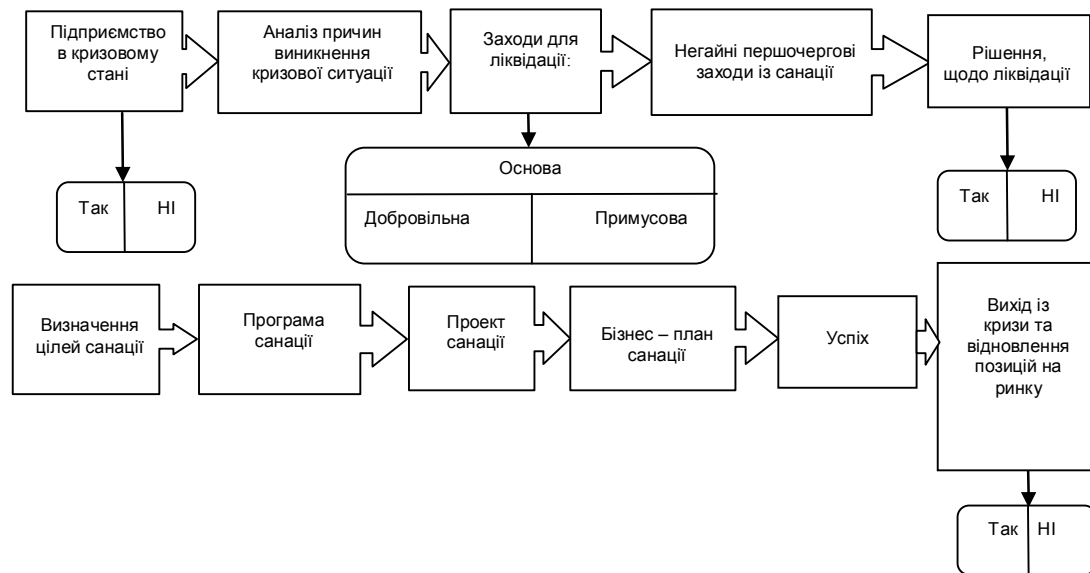 Підприємство
в кризовому
стані
Аналіз причин
виникнення
кризової ситуації
Заходи для
ліквідації:
Негайні першочергові
заходи із санації
Рішення,
щодо ліквідації
Основа
Так НІ
Добровільна Примусова
Так НІ
Визначення
цілей санації
Програма
санації
Проект
санації
Бізнес – план
санації
Успіх
Вихід із
кризи та
відновлення
позицій на
ринку
Так НІ